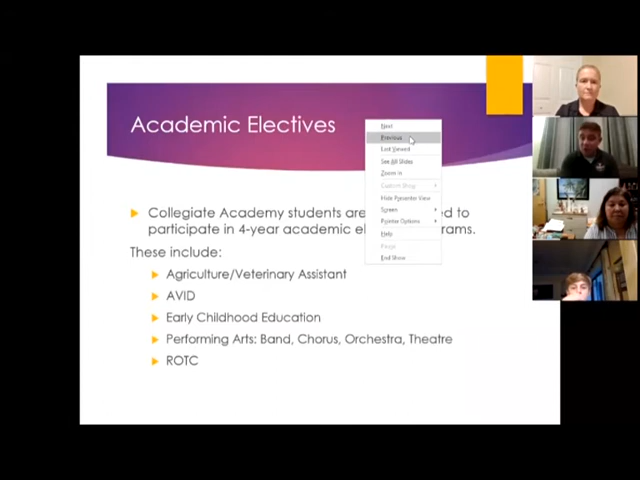 Academic Electives
Next
Previous
Last Viewed
See All Slides
Zoom In
Custom Show
Hide Presenter View
Screen
Pointer Options
Help
Pause
End Show
Collegiate Academy students are to
participate in 4-year academic
These include:
Agriculture/Veterinary Assistant
AVID
Early Childhood Education
Performing Arts: Band, Chorus, Orchestra, Theatre
ROTC